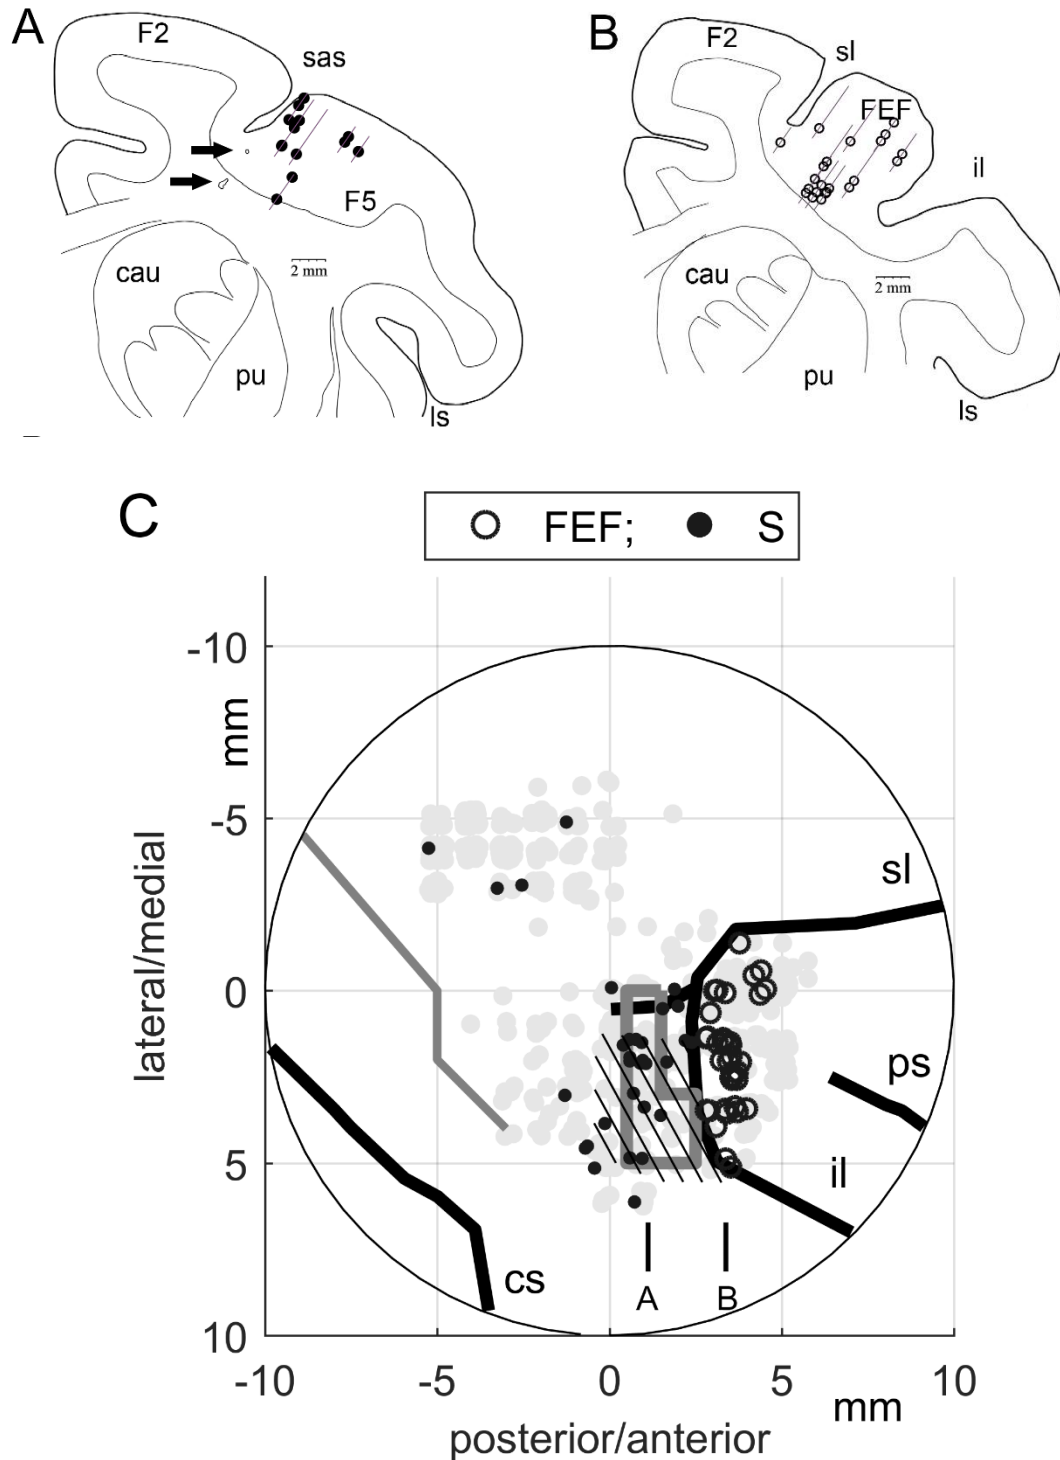 A
F2
sas
F5
2 mm
cau
pu
ls
B
F2
sl
FEF
il
2 mm
cau
pu
ls
C
FEF; S
-10
mm
-5
sl
lateral/medial
0
ps
il
5
cs
A B
10
-10 -5 0 5 10
mm
posterior/anterior